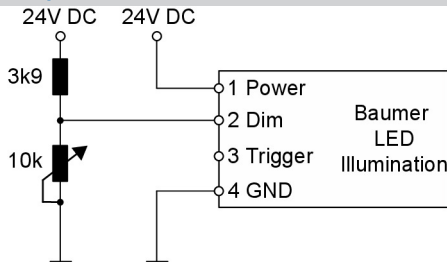 24V DC 24V DC
3k9
1 Power
2 Dim
10k
3 Trigger
4 GND
Baumer
LED
Illumination